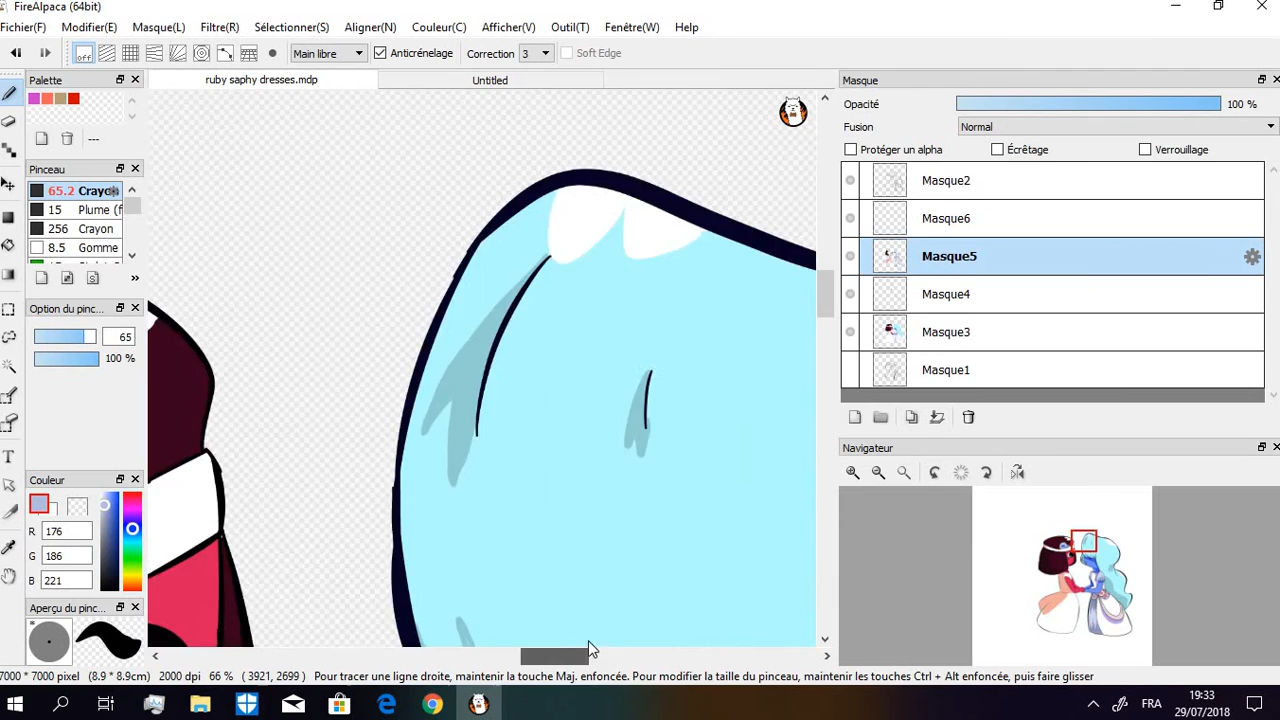 FireAlpaca (64bit)
Fichier(F) Modifier(E) Masque(L) Filtre(R) Sélectionner(S) Aligner(N) Couleur(C) Afficher(V) Outil(T) Fenêtre(W) Help
off Main libre Anticrénelage Correction 3 Soft Edge
Palette ruby saphy dresses.mdp Untitled Masque
Opacité 100 %
Fusion Normal
---
Protéger un alpha Écrêtage Verrouillage
Pinceau
65.2 Crayo
15 Plume (f
256 Crayon
8.5 Gomme
Masque2
Masque6
Masque5
Masque4
Masque3
Masque1
Option du pinc...
65
100 %
Navigateur
Couleur
R 176
G 186
B 221
Aperçu du pinc...
7000 * 7000 pixel (8.9 * 8.9cm) 2000 dpi 66 % (3921, 2699) Pour tracer une ligne droite, maintenir la touche Maj. enfoncée. Pour modifier la taille du pinceau, maintenir les touches Ctrl + Alt enfoncées, puis faire glisser
FRA
19:33
29/07/2018